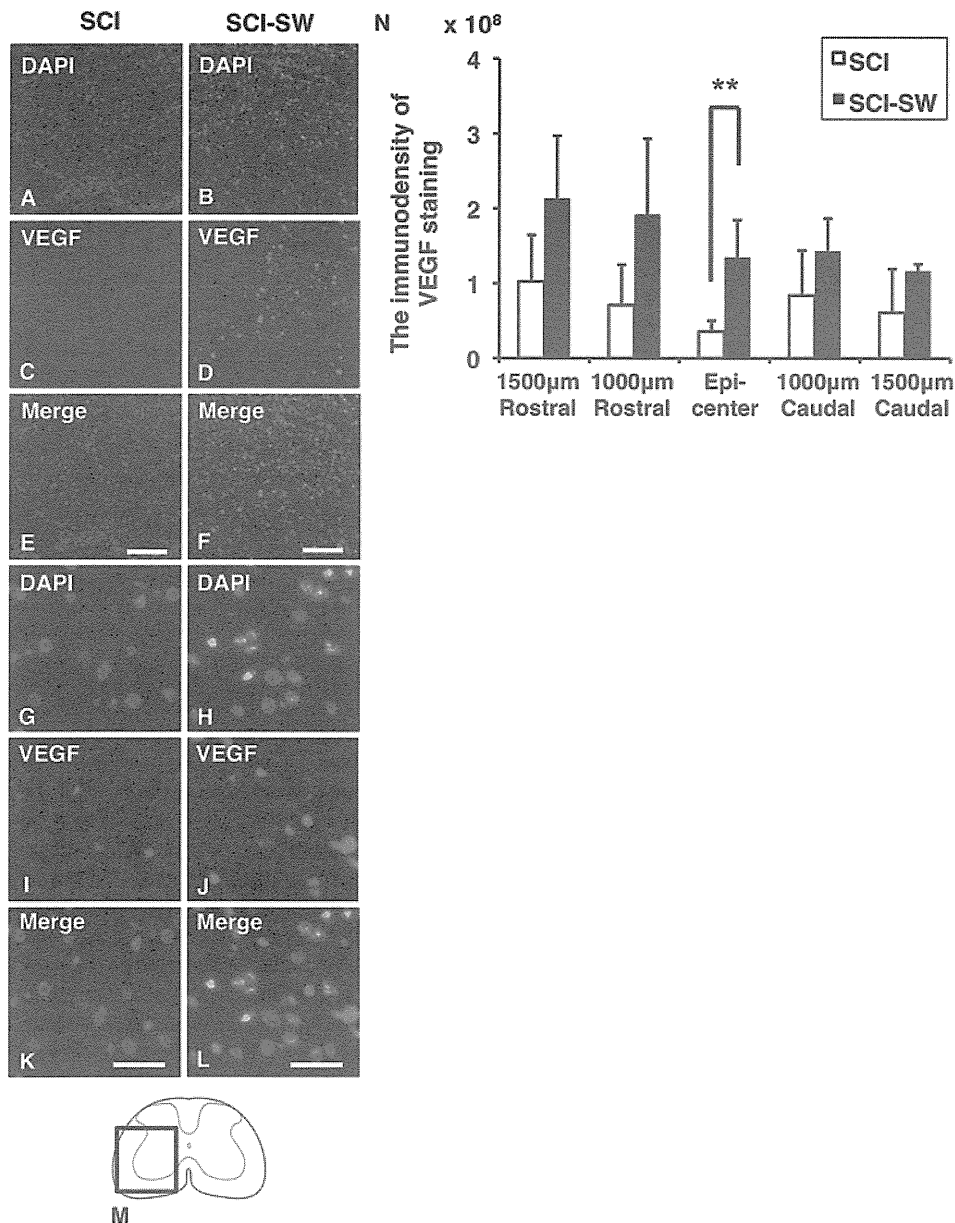 SCI SCI-SW
DAPI DAPI
A B
VEGF VEGF
C D
Merge Merge
E F
DAPI DAPI
G H
VEGF VEGF
I J
Merge Merge
K L
M
N
x 10⁸
The immunodensity of
VEGF staining
4
3
2
1
0
**
SCI
SCI-SW
1500µm Rostral
1000µm Rostral
Epi-
center
1000µm Caudal
1500µm Caudal